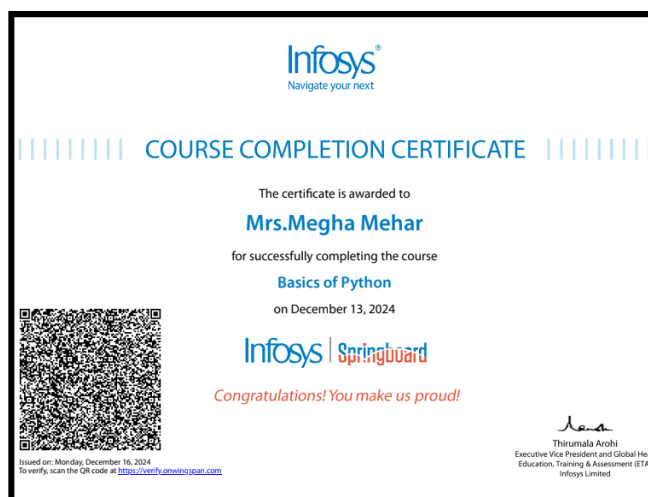 Infosys®
Navigate your next
COURSE COMPLETION CERTIFICATE
The certificate is awarded to
Mrs.Megha Mehar
for successfully completing the course
Basics of Python
on December 13, 2024
Infosys | Springboard
Congratulations! You make us proud!
Issued on: Monday, December 16, 2024
To verify, scan the QR code at https://verify.onwingspan.com
Thirumala Arohi
Executive Vice President and Global Hea
Education, Training & Assessment (ETA
Infosys Limited